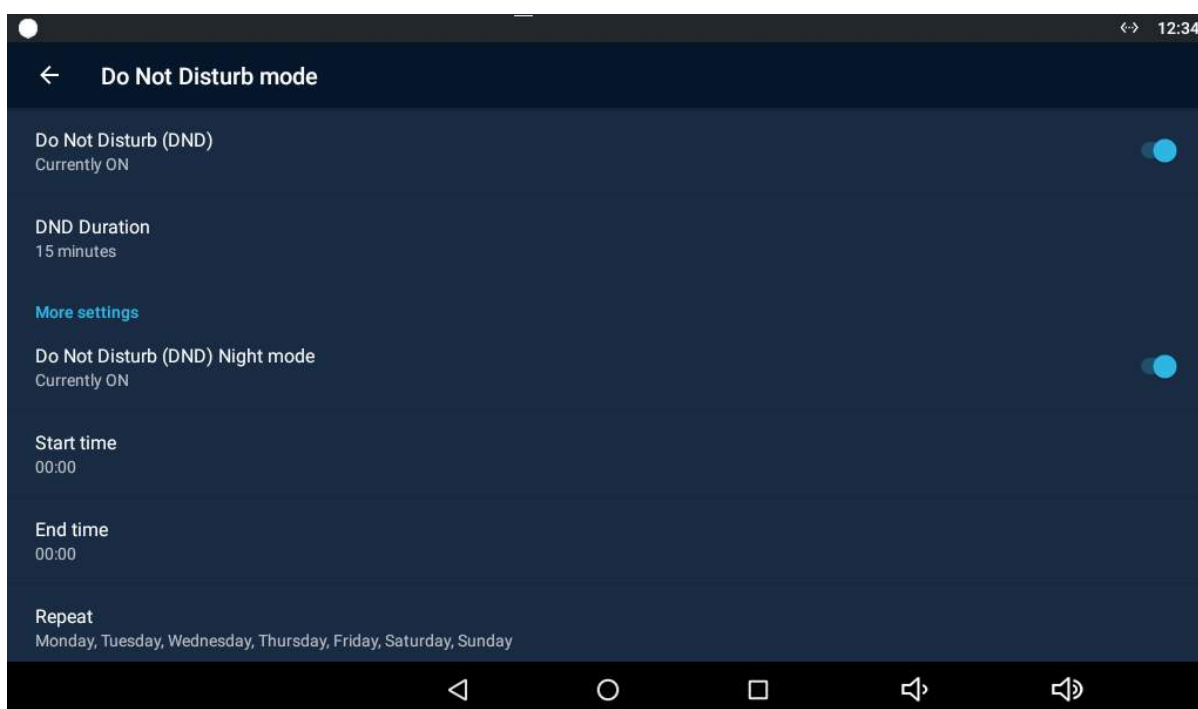 12:34
Do Not Disturb mode
Do Not Disturb (DND)
Currently ON
DND Duration
15 minutes
More settings
Do Not Disturb (DND) Night mode
Currently ON
Start time
00:00
End time
00:00
Repeat
Monday, Tuesday, Wednesday, Thursday, Friday, Saturday, Sunday